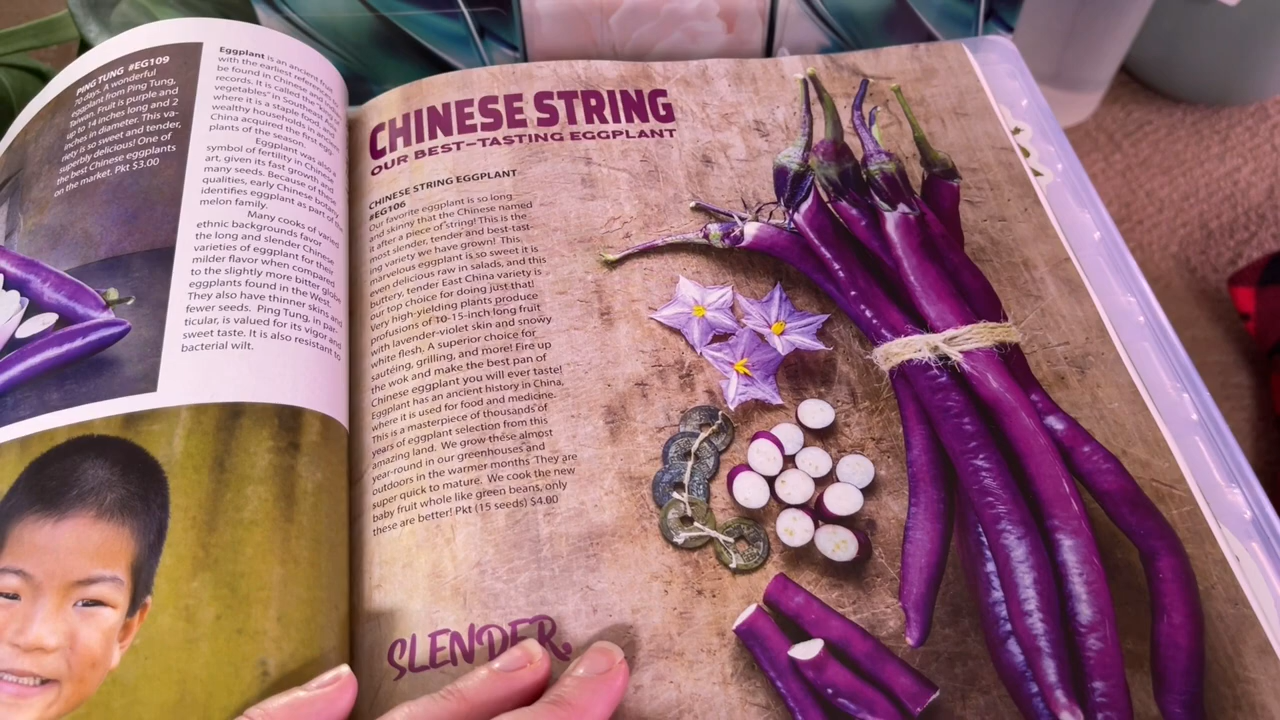 PING TUNG #EG109
70 days. A wonderful
eggplant from Ping Tung,
Taiwan. Fruit is purple and
up to 14 inches long and 2
inches in diameter. This va-
riety is so sweet and tender,
superbly delicious! One of
the best Chinese eggplants
on the market. Pkt $3.00
Eggplant is an ancient
with the earliest reference
be found in Chinese
records. It is called the
vegetables" in Southeast
where it is a staple food, and
wealthy households in
China acquired the first egg-
plants of the season.
Eggplant was also a
symbol of fertility in Chinese
art, given its fast growth and
many seeds. Because of these
qualities, early Chinese botany
identifies eggplant as part of the
melon family.
Many cooks of varied
ethnic backgrounds favor
the long and slender Chinese
varieties of eggplant for their
milder flavor when compared
to the slightly more bitter globe
eggplants found in the West.
They also have thinner skins and
fewer seeds. Ping Tung, in par-
ticular, is valued for its vigor and
sweet taste. It is also resistant to
bacterial wilt.
CHINESE STRING
OUR BEST-TASTING EGGPLANT
CHINESE STRING EGGPLANT
#EG106
Our favorite eggplant is so long
and skinny that the Chinese named
it after a piece of string! This is the
most slender, tender and best-tast-
ing variety we have grown! This
marvelous eggplant is so sweet it is
even delicious raw in salads, and this
buttery, tender East China variety is
our top choice for doing just that!
Very high-yielding plants produce
profusions of 10-15-inch long fruit
with lavender-violet skin and snowy
white flesh. A superior choice for
sautéing, grilling, and more! Fire up
the wok and make the best pan of
Chinese eggplant you will ever taste!
Eggplant has an ancient history in China,
where it is used for food and medicine.
This is a masterpiece of thousands of
years of eggplant selection from this
amazing land. We grow these almost
year-round in our greenhouses and
outdoors in the warmer months They are
super quick to mature. We cook the new
baby fruit whole like green beans, only
these are better! Pkt (15 seeds) $4.00
SLENDER